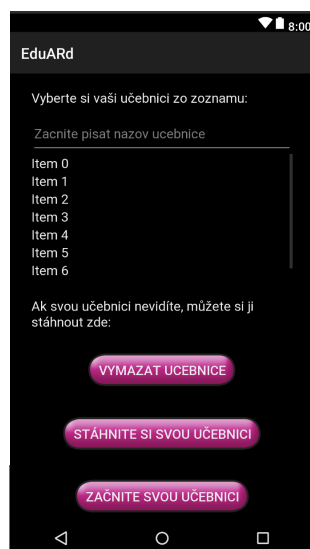 8:00
EduARd
Vyberte si vaši učebnici zo zoznamu:
Zacnite pisat nazov ucebnice
Item 0
Item 1
Item 2
Item 3
Item 4
Item 5
Item 6
Ak svou učebnici nevidíte, můžete si ji
stáhnout zde:
VYMAZAT UCEBNICE
STÁHNITE SI SVOU UČEBNICI
ZAČNITE SVOU UČEBNICI